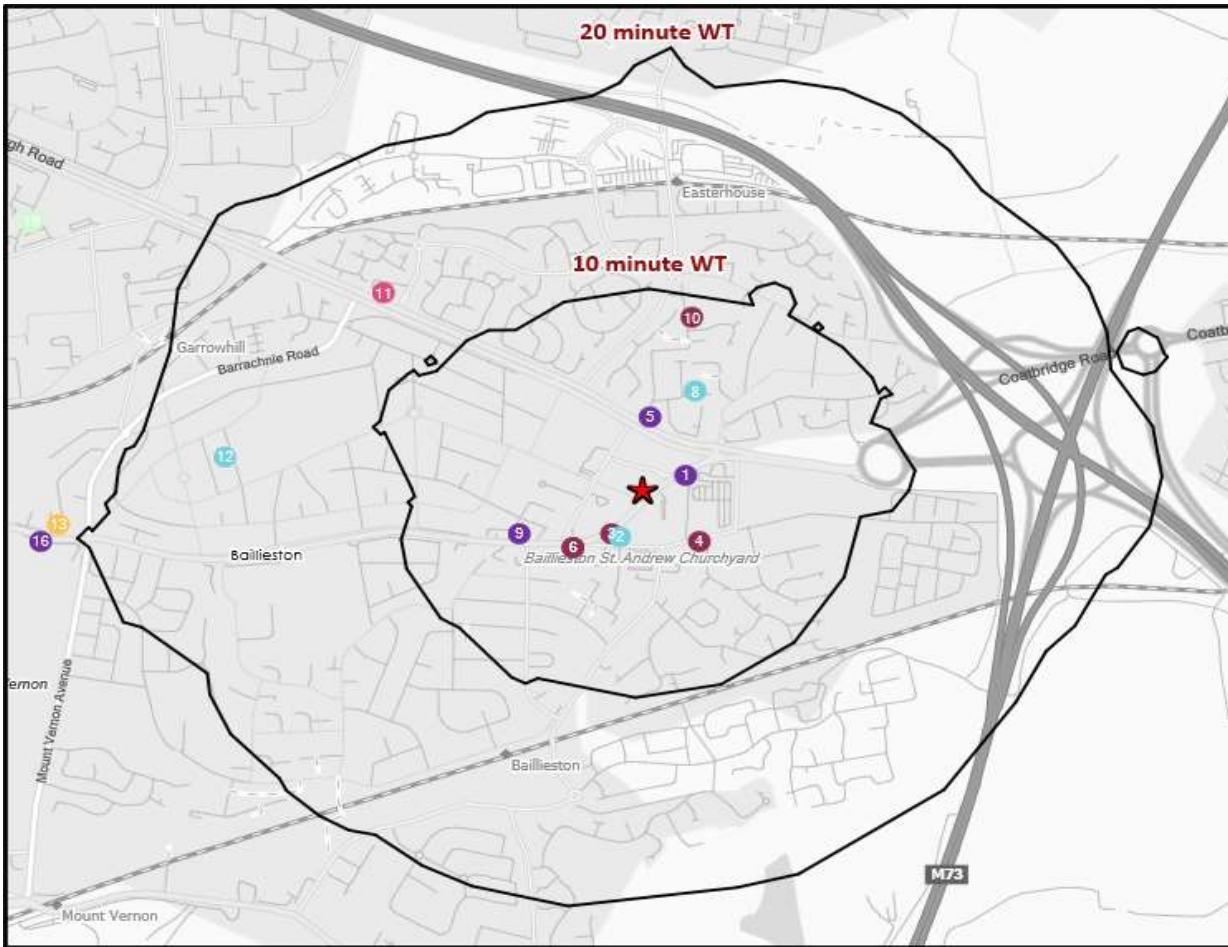 20 minute WT
gh Road
Easterhouse
10 minute WT
11
10
Garrowhill
Barrachnie Road
Coatbridge Road
Coatb
8
5
12
1
13
16
9
3
2
6
4
Baillieston
Baillieston St. Andrew Churchyard
Vernon
Mount Vernon Avenue
Baillieston
M73
Mount Vernon